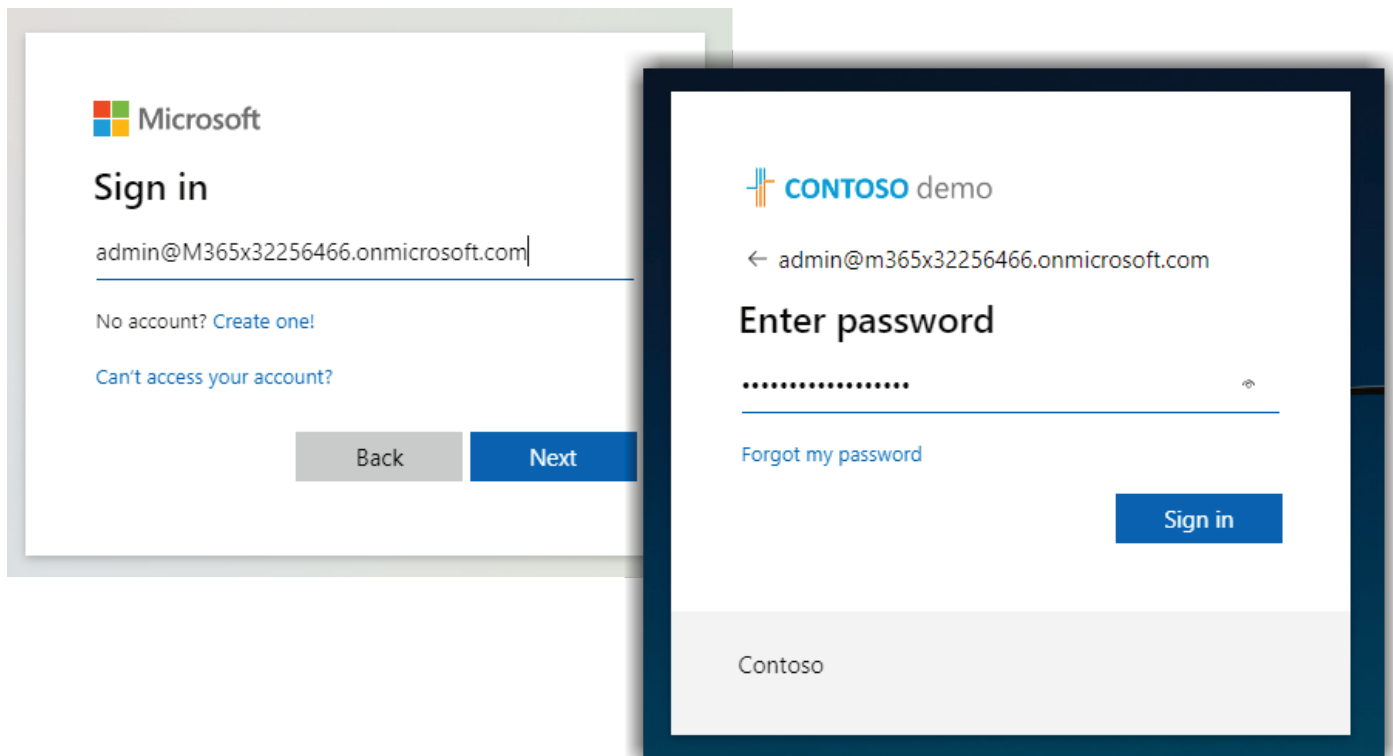 Microsoft
Sign in
admin@M365x32256466.onmicrosoft.com
No account? Create one!
Can't access your account?
Back Next
CONTOSO demo
← admin@m365x32256466.onmicrosoft.com
Enter password
••••••••••••••••••
Forgot my password
Sign in
Contoso